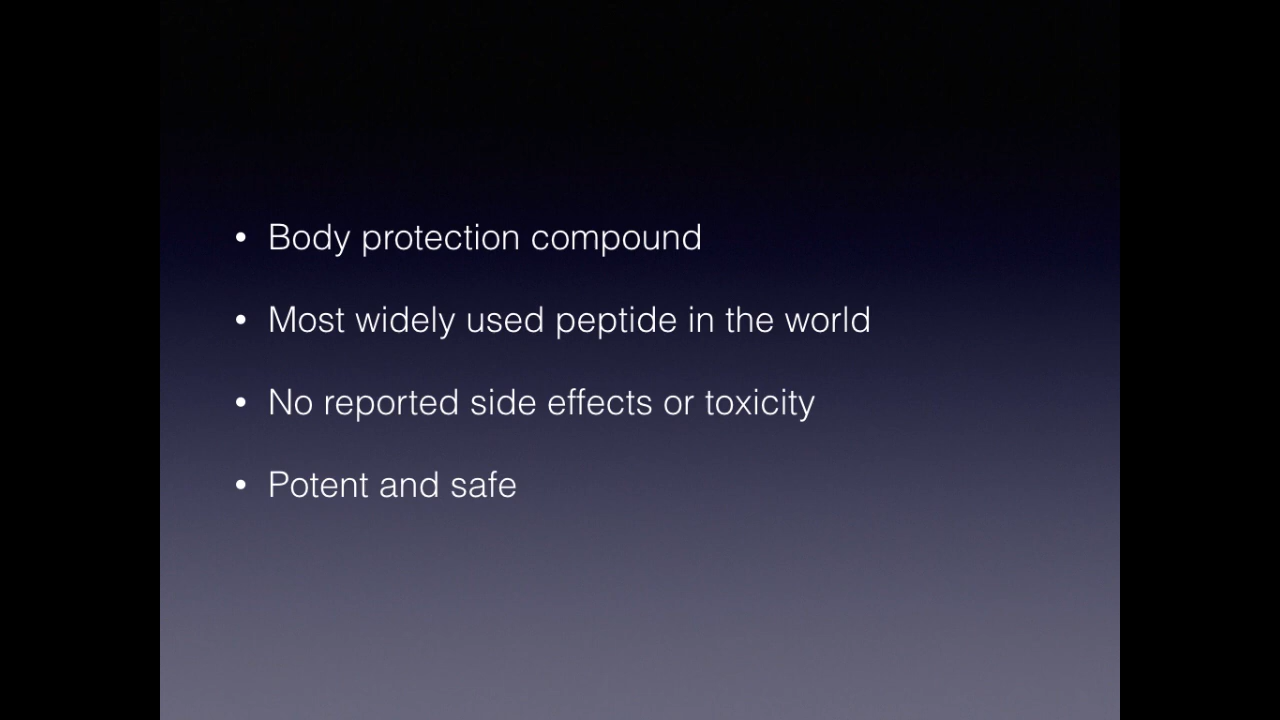 • Body protection compound
• Most widely used peptide in the world
• No reported side effects or toxicity
• Potent and safe